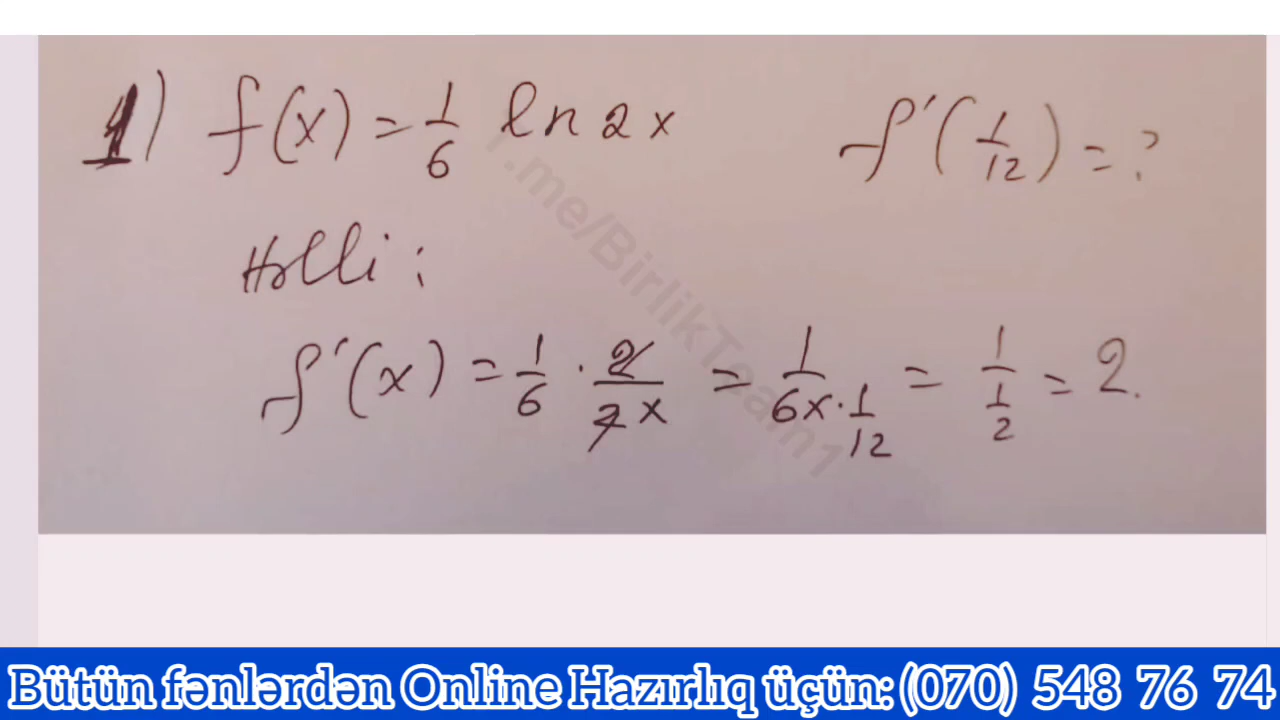 1) f(x) = 1/6 ln 2x f'(1/12) = ?
Həlli :
f'(x) = 1/6 · 2/2x = 1/6x · 1/12 = 1/1/2 = 2.
T.me/BirlikTeam1
Bütün fənlərdən Online Hazırlıq üçün: (070) 548 76 74